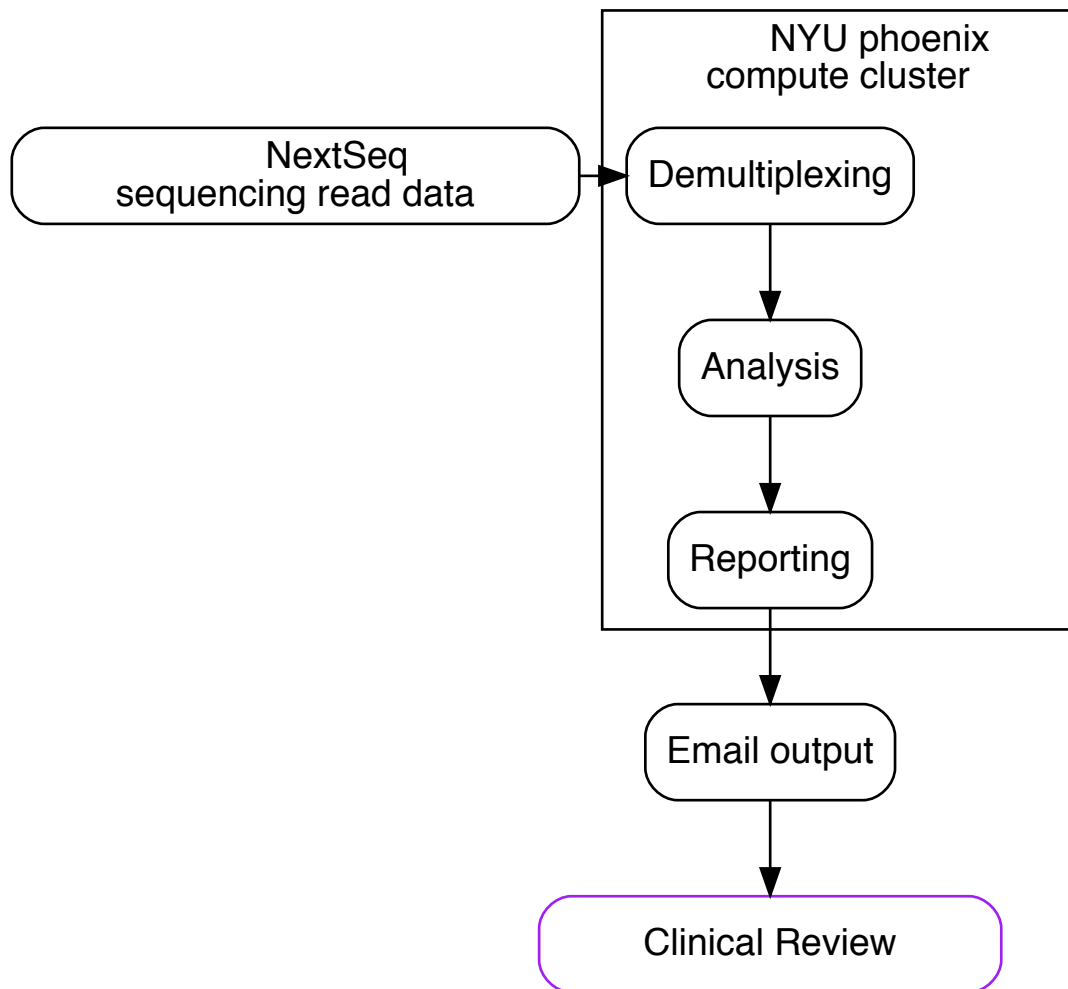 NYU phoenix
compute cluster
NextSeq
sequencing read data
Demultiplexing
Analysis
Reporting
Email output
Clinical Review